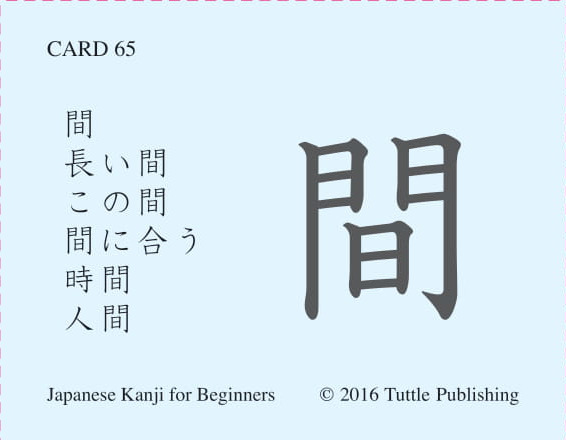 CARD 65
間
長い間
この間
間に合う
時間
人間
間
Japanese Kanji for Beginners
© 2016 Tuttle Publishing